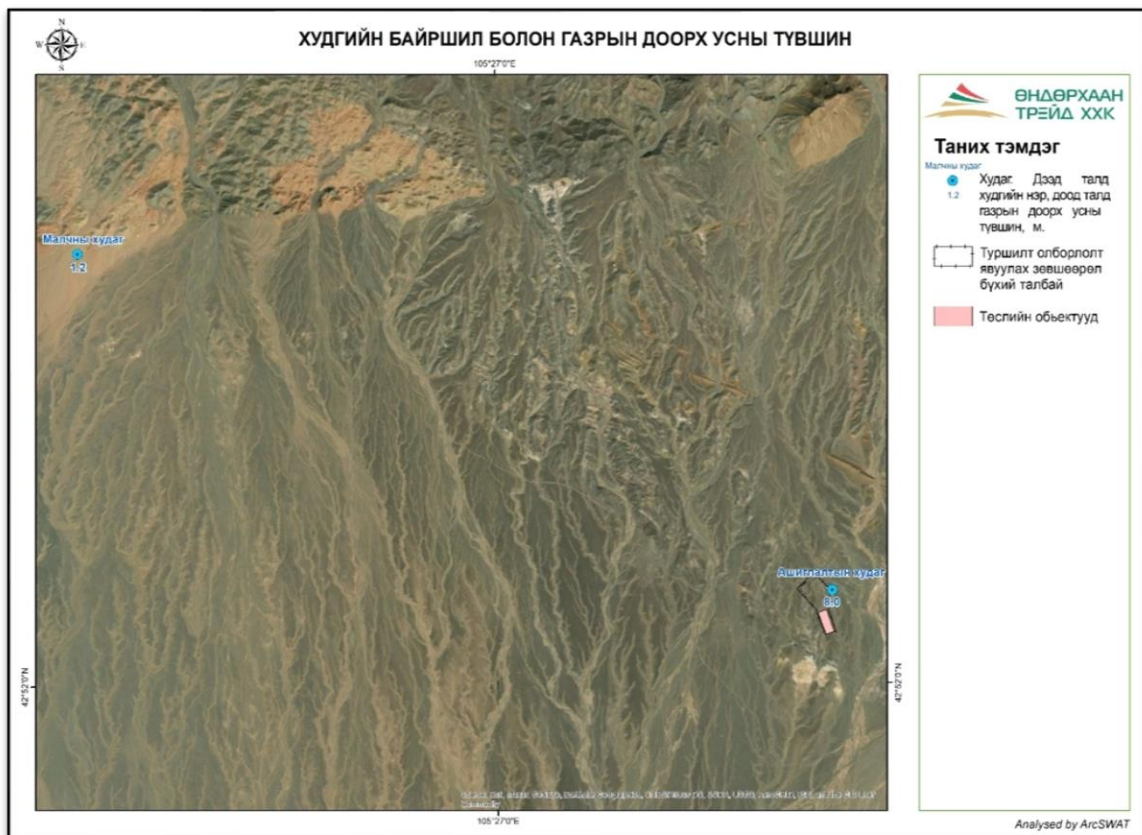 N
W E
S
ХУДГИЙН БАЙРШИЛ БОЛОН ГАЗРЫН ДООРХ УСНЫ ТҮВШИН
105°27'0"E
ӨНДӨРХААН
ТРЕЙД ХХК
Таних тэмдэг
Малчны худаг
1.2
Худаг. Дээд талд
худгийн нэр, доод талд
газрын доорх усны
түвшин, м.
Туршилт олборлолт
явуулах зөвшөөрөл
бүхий талбай
Төслийн обьектууд
Малчны худаг
1.2
Ашиглалтын худаг
6.0
42°52'0"N
42°52'0"N
105°27'0"E
Analysed by ArcSWAT